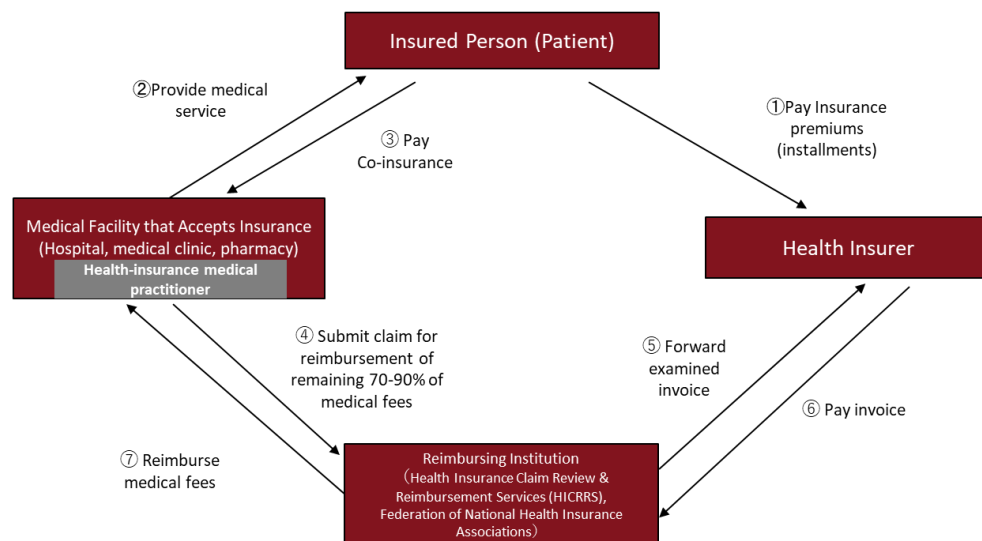 Insured Person (Patient)
②Provide medical
service
①Pay Insurance
premiums
(installments)
③ Pay
Co-insurance
Medical Facility that Accepts Insurance
(Hospital, medical clinic, pharmacy)
Health-insurance medical
practitioner
Health Insurer
④ Submit claim for
reimbursement of
remaining 70-90% of
medical fees
⑤ Forward
examined
invoice
⑥ Pay invoice
⑦ Reimburse
medical fees
Reimbursing Institution
（Health Insurance Claim Review &
Reimbursement Services (HICRRS),
Federation of National Health Insurance
Associations）